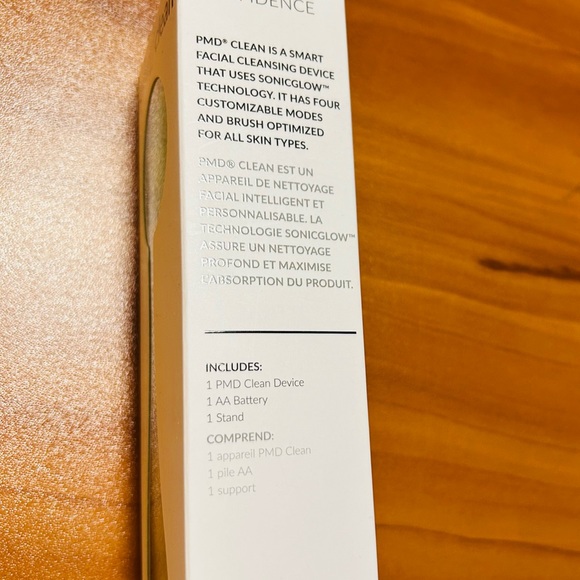 PMD® CLEAN IS A SMART
FACIAL CLEANSING DEVICE
THAT USES SONICGLOW™
TECHNOLOGY. IT HAS FOUR
CUSTOMIZABLE MODES
AND BRUSH OPTIMIZED
FOR ALL SKIN TYPES.
PMD® CLEAN EST UN
APPAREIL DE NETTOYAGE
FACIAL INTELLIGENT ET
PERSONNALISABLE. LA
TECHNOLOGIE SONICGLOW™
ASSURE UN NETTOYAGE
PROFOND ET MAXIMISE
L'ABSORPTION DU PRODUIT.
INCLUDES:
1 PMD Clean Device
1 AA Battery
1 Stand
COMPREND:
1 appareil PMD Clean
1 pile AA
1 support